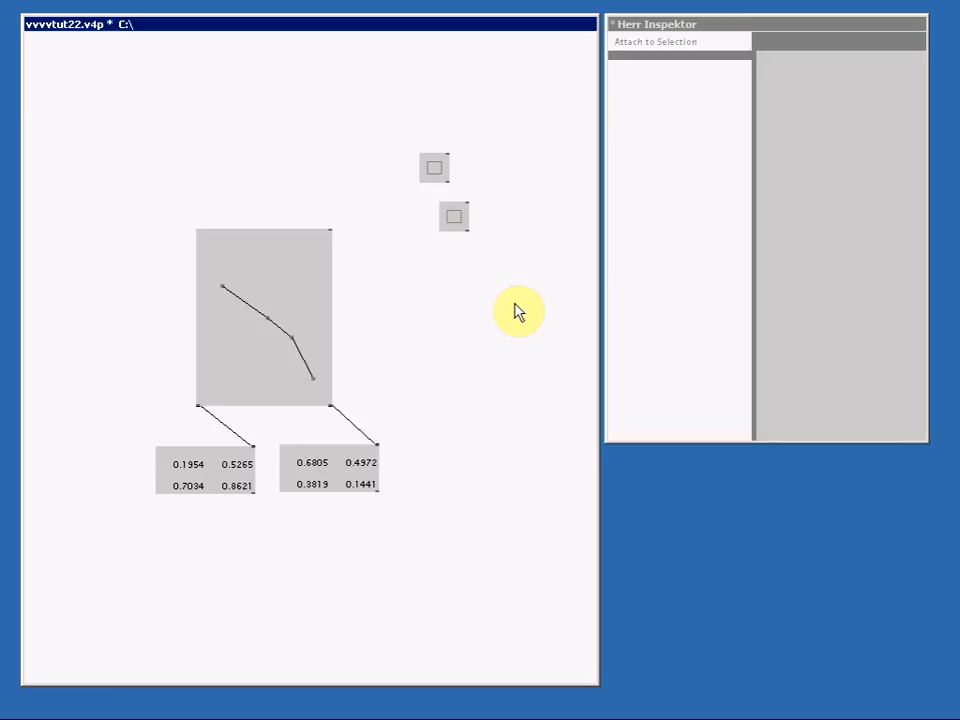 vvvvtut22.v4p * C:\
° Herr Inspektor
Attach to Selection
0.1954 0.5265
0.7034 0.8621
0.6805 0.4972
0.3819 0.1441